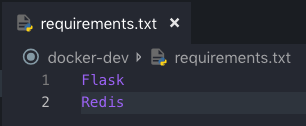 requirements.txt ×
docker-dev > requirements.txt
1 Flask
2 Redis